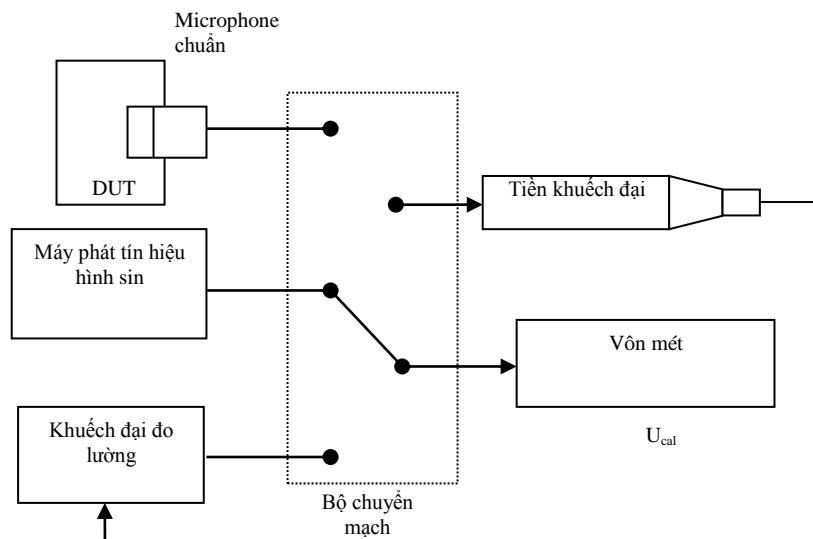 Microphone
chuẩn
DUT
Tiền khuếch đại
Máy phát tín hiệu
hình sin
Vôn mét
Khuếch đại đo
lường
U_cal
Bộ chuyển
mạch